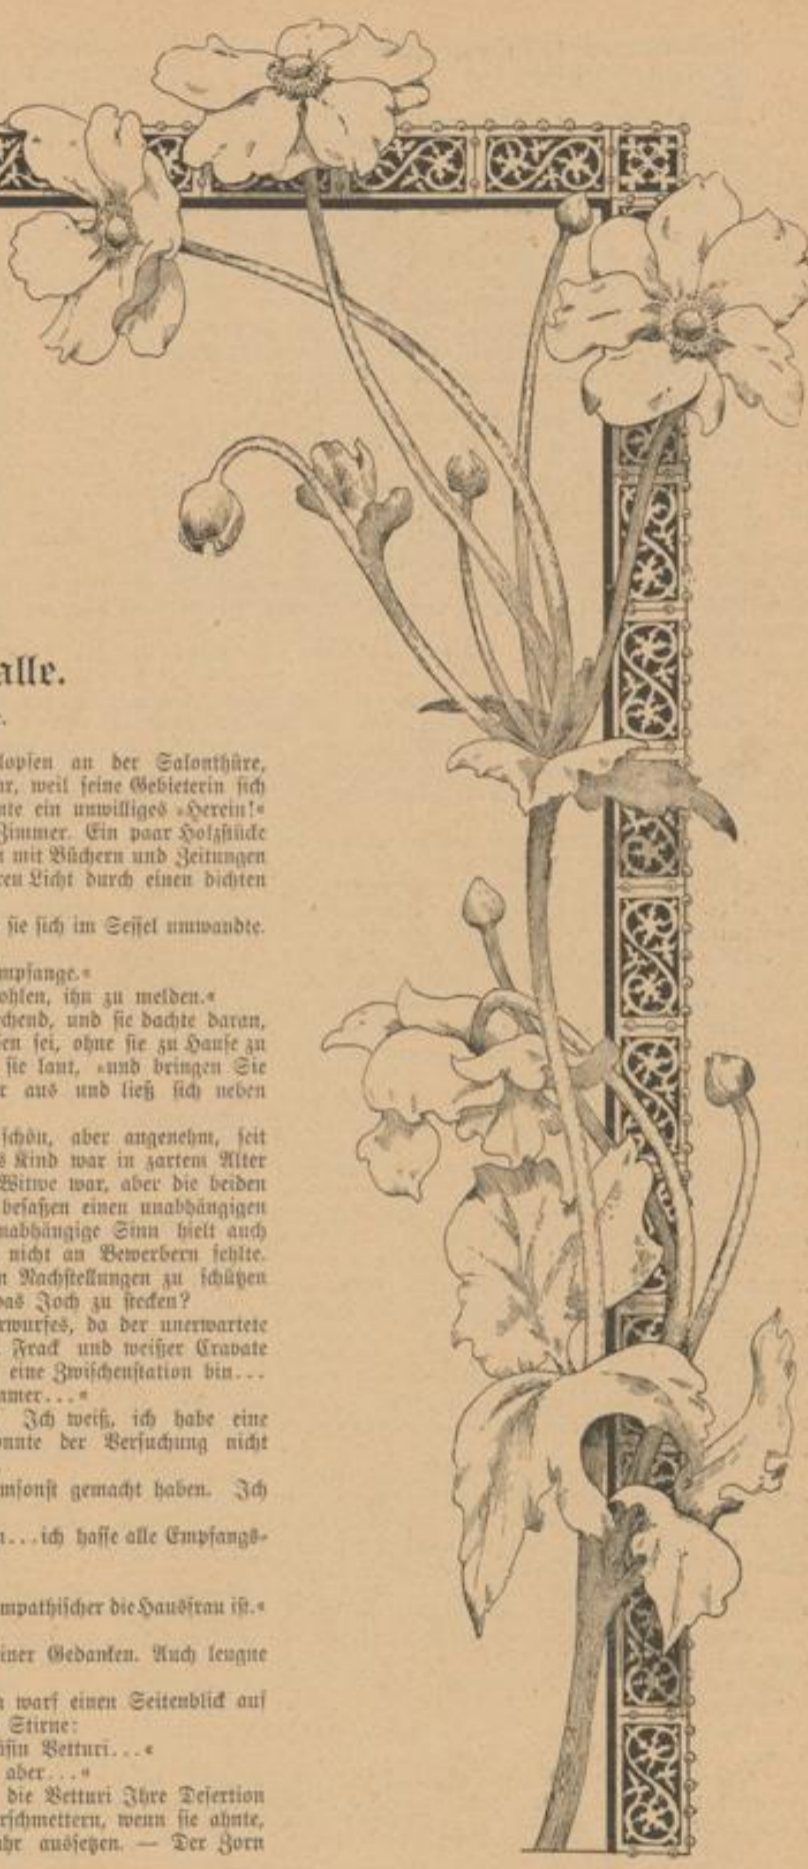 alle.
lopfen an der Salonthüre,
hr, weil seine Gebieterin sich
nte ein unwilliges »Herein!«
Zimmer. Ein paar Holzstücke
n mit Büchern und Zeitungen
ren Licht durch einen dichten
sie sich im Sessel umwandte.
mpfange.«
ohlen, ihn zu melden.«
chend, und sie dachte daran,
en sei, ohne sie zu Hause zu
sie laut, »und bringen Sie
r aus und ließ sich neben
schön, aber angenehm, seit
s Kind war in zartem Alter
Witwe war, aber die beiden
besaßen einen unabhängigen
nabhängige Sinn hielt auch
nicht an Bewerbern fehlte.
n Nachstellungen zu schützen
das Joch zu stecken?
rwurfes, da der unerwartete
Frack und weißer Cravate
eine Zwischenstation bin...
mmer...«
Ich weiß, ich habe eine
onnte der Versuchung nicht
msonst gemacht haben. Ich
n...ich hasse alle Empfangs-
mpathischer die Hausfrau ist.«
iner Gedanken. Auch leugne
n warf einen Seitenblick auf
Stirne:
äfin Vetturi...«
aber...«
die Vetturi Ihre Desertion
rschmettern, wenn sie ahnte,
ahr aussetzen. — Der Zorn